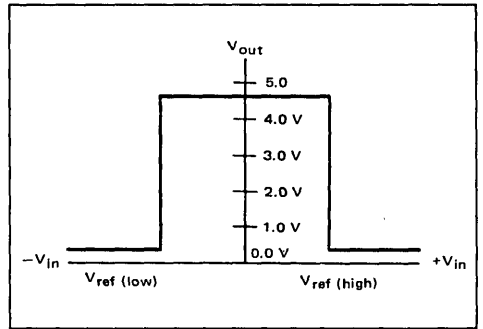 Vout
5.0
4.0 V
3.0 V
2.0 V
1.0 V
0.0 V
−Vin
+Vin
Vref (low)
Vref (high)